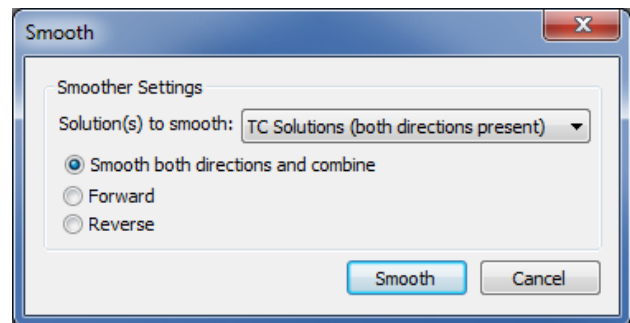 Smooth
Smoother Settings
Solution(s) to smooth: TC Solutions (both directions present)
Smooth both directions and combine
Forward
Reverse
Smooth Cancel